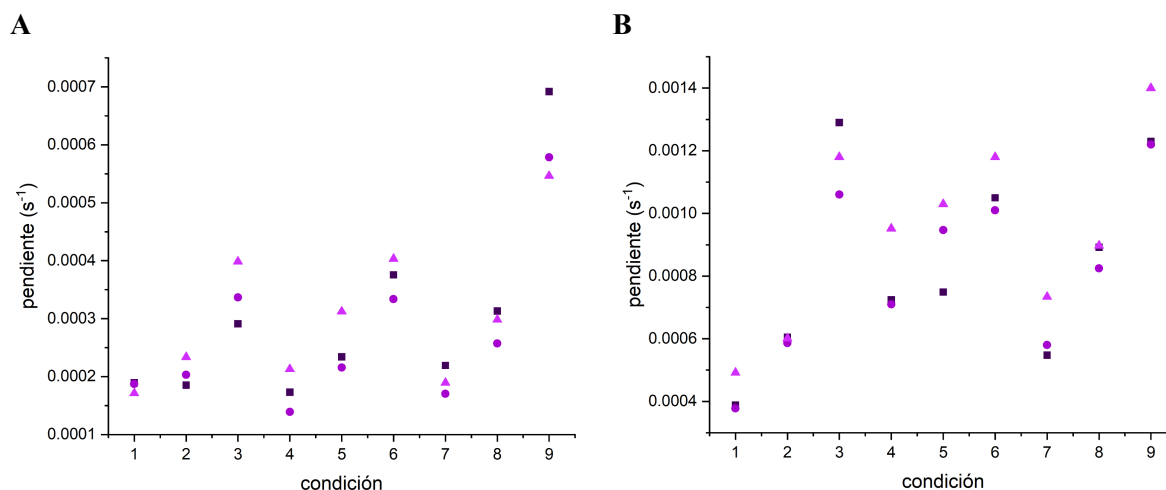 A
pendiente (s⁻¹)
0.0007
0.0006
0.0005
0.0004
0.0003
0.0002
0.0001
1 2 3 4 5 6 7 8 9
condición
B
pendiente (s⁻¹)
0.0014
0.0012
0.0010
0.0008
0.0006
0.0004
1 2 3 4 5 6 7 8 9
condición